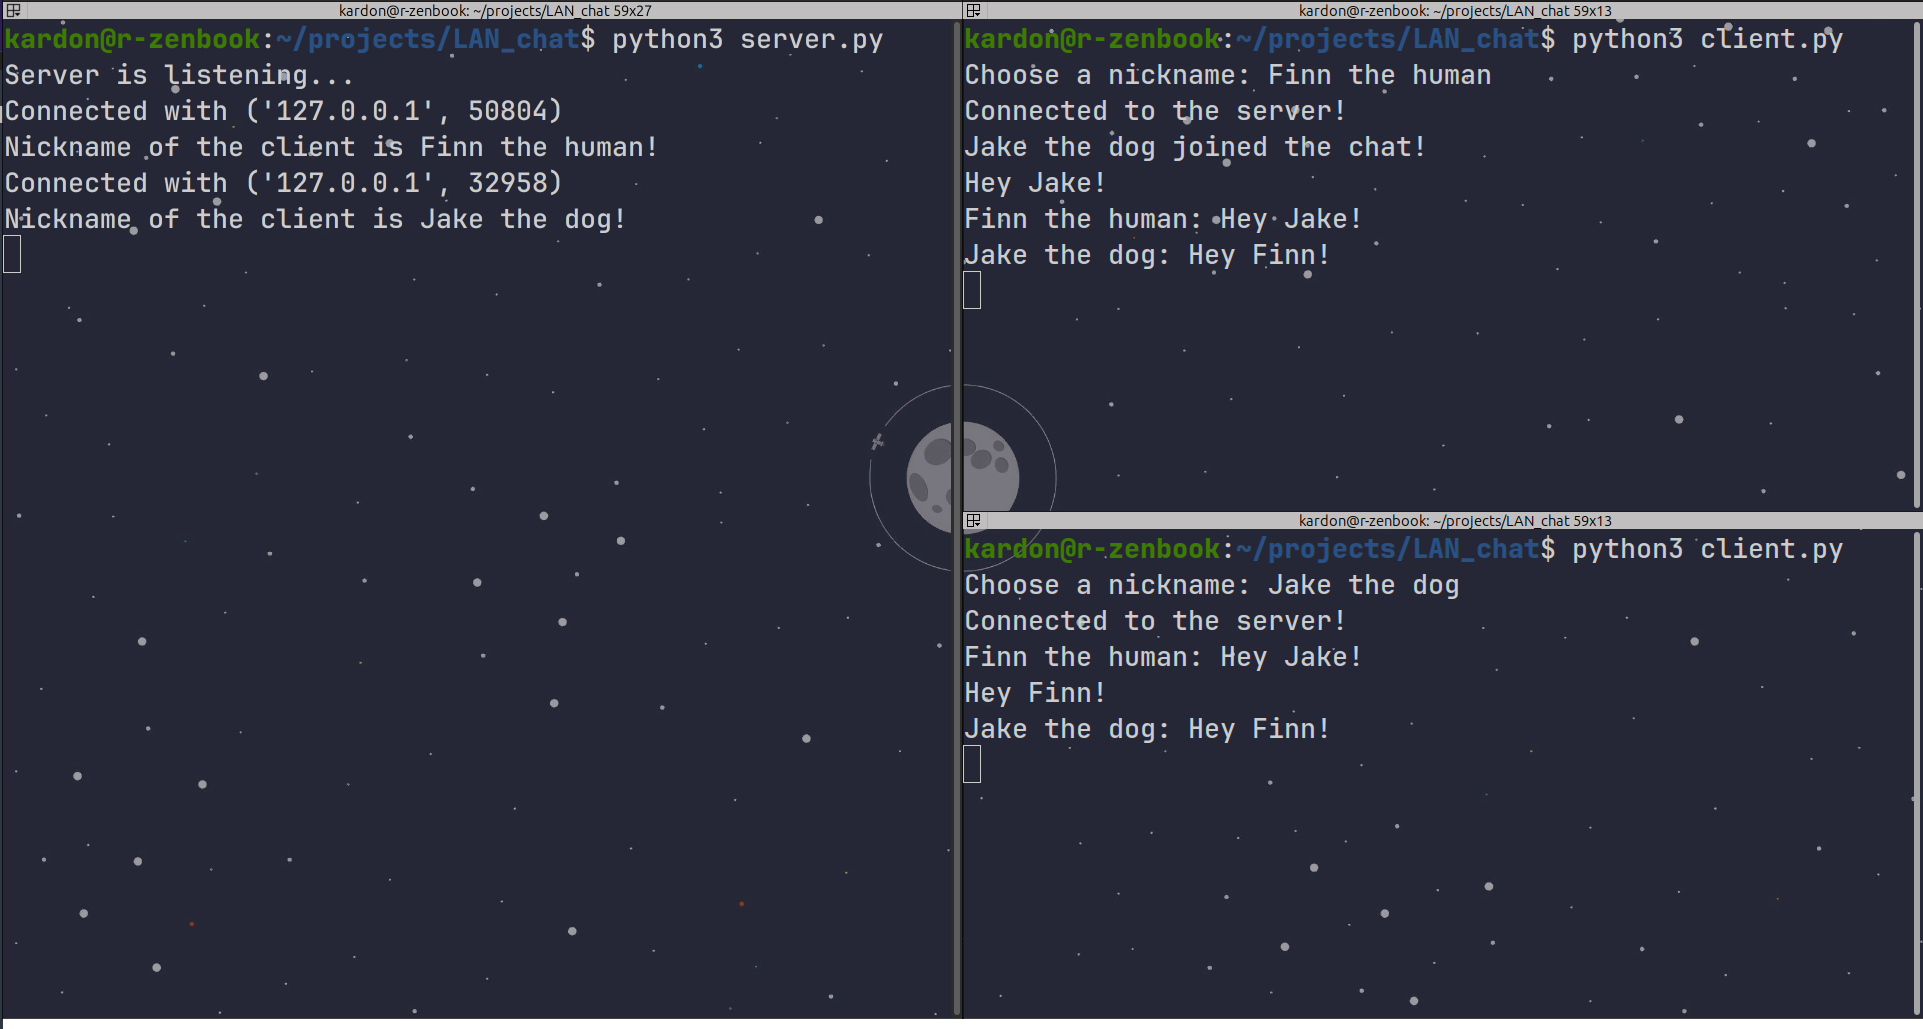 kardon@r-zenbook: ~/projects/LAN_chat 59x27
kardon@r-zenbook:~/projects/LAN_chat$ python3 server.py
Server is listening...
Connected with ('127.0.0.1', 50804)
Nickname of the client is Finn the human!
Connected with ('127.0.0.1', 32958)
Nickname of the client is Jake the dog!
kardon@r-zenbook: ~/projects/LAN_chat 59x13
kardon@r-zenbook:~/projects/LAN_chat$ python3 client.py
Choose a nickname: Finn the human
Connected to the server!
Jake the dog joined the chat!
Hey Jake!
Finn the human: Hey Jake!
Jake the dog: Hey Finn!
kardon@r-zenbook: ~/projects/LAN_chat 59x13
kardon@r-zenbook:~/projects/LAN_chat$ python3 client.py
Choose a nickname: Jake the dog
Connected to the server!
Finn the human: Hey Jake!
Hey Finn!
Jake the dog: Hey Finn!